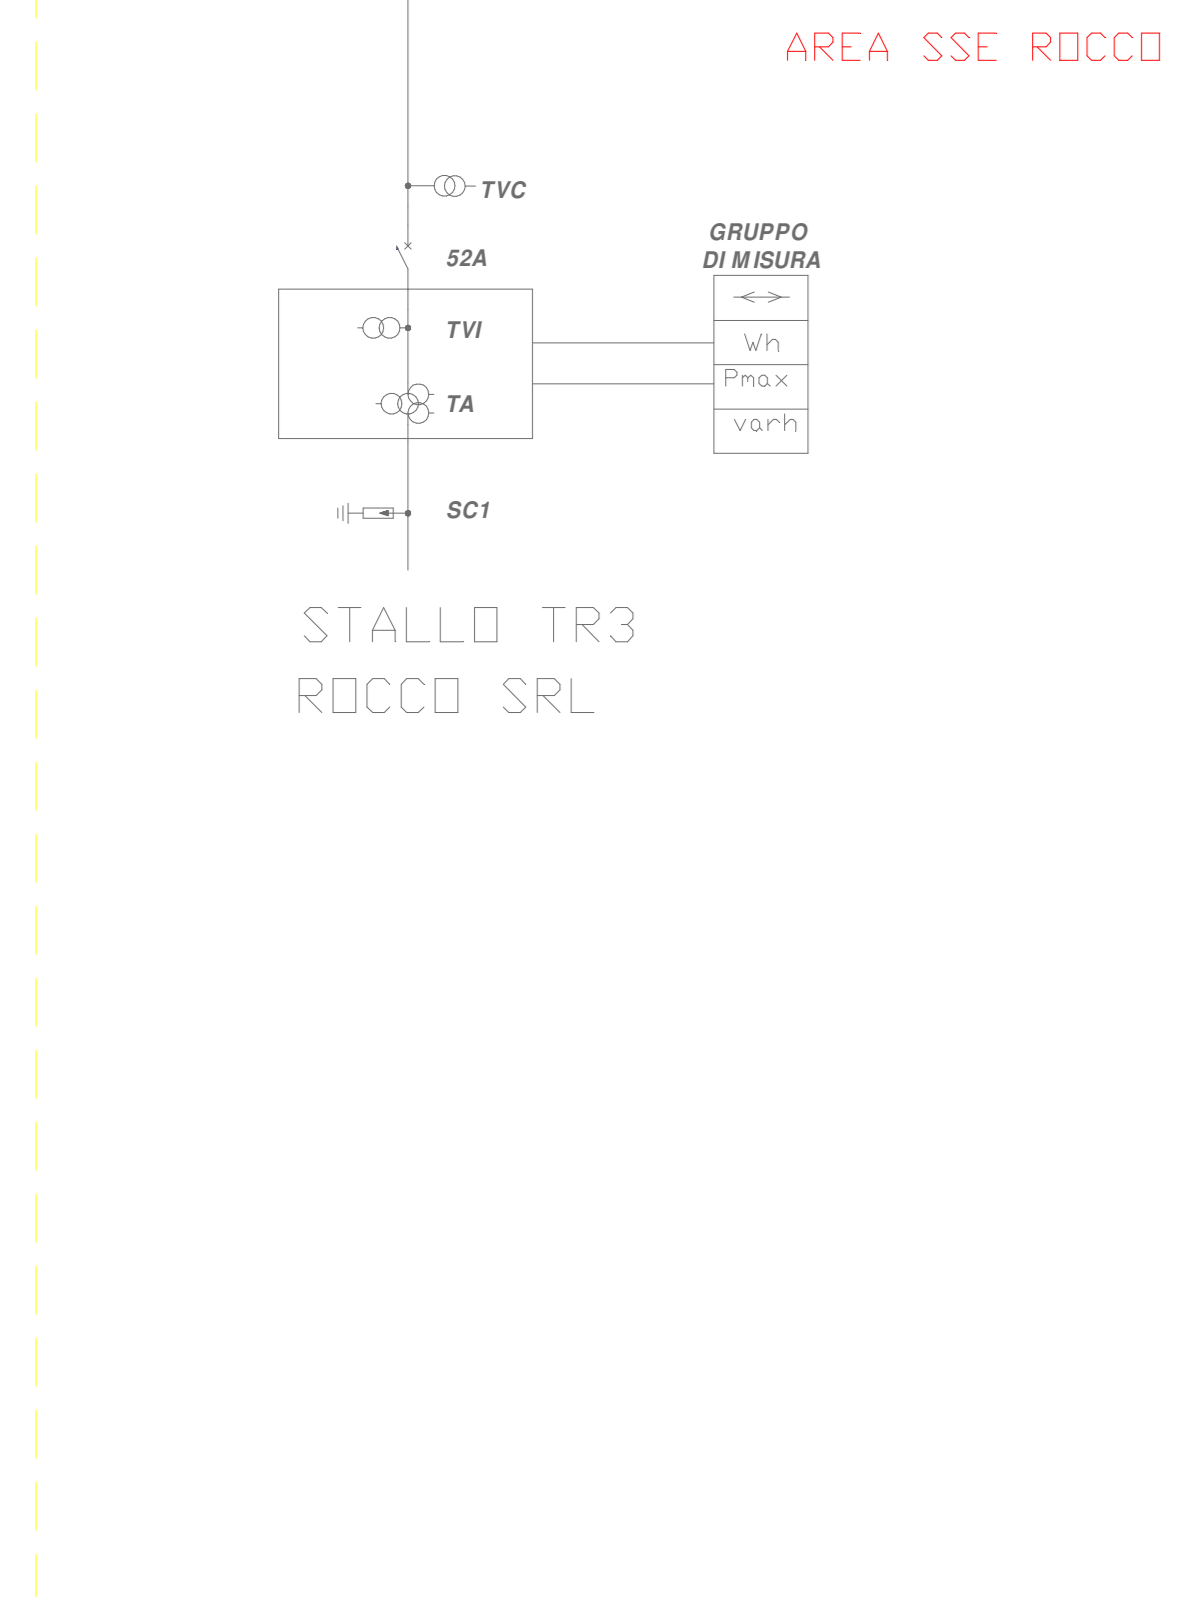 AREA SSE ROCCO
TVC
52A
GRUPPO
DI MISURA
TVI
Wh
Pmax
TA
varh
SC1
STALLO TR3
ROCCO SRL